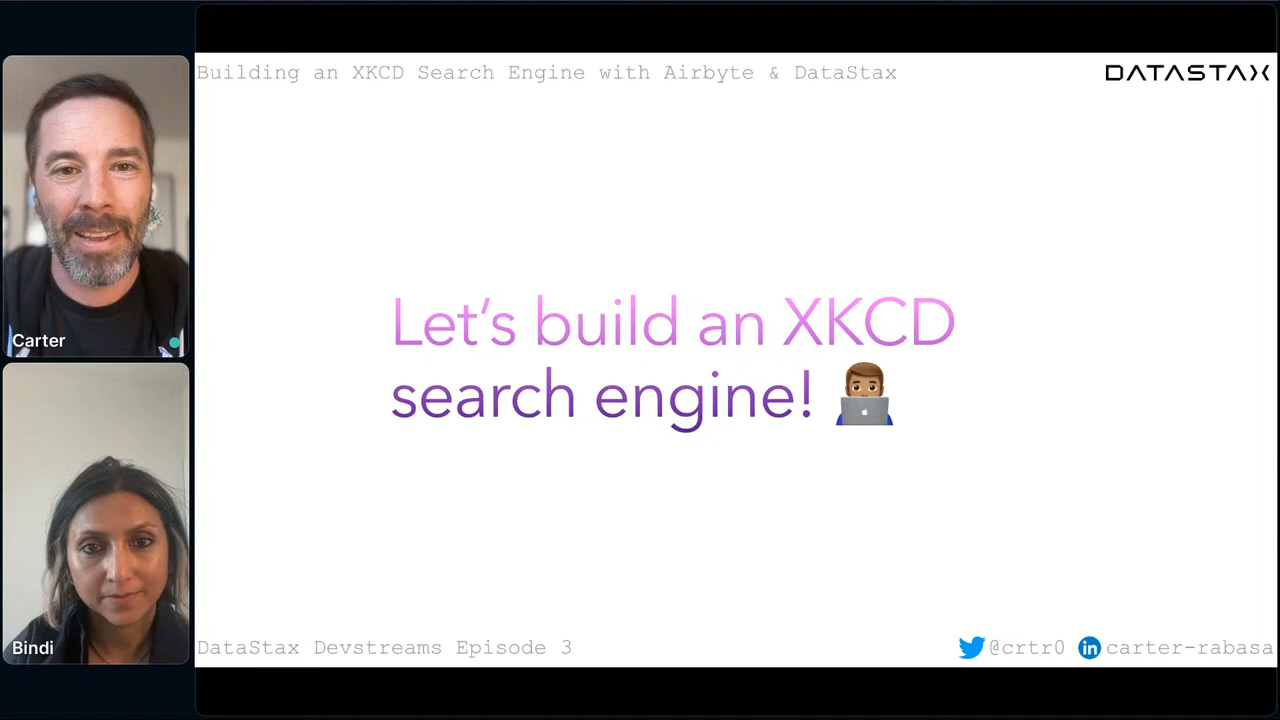 Building an XKCD Search Engine with Airbyte & DataStax
DATASTAX
Let's build an XKCD
search engine!
Carter
Bindi
DataStax Devstreams Episode 3
@crtr0
carter-rabasa